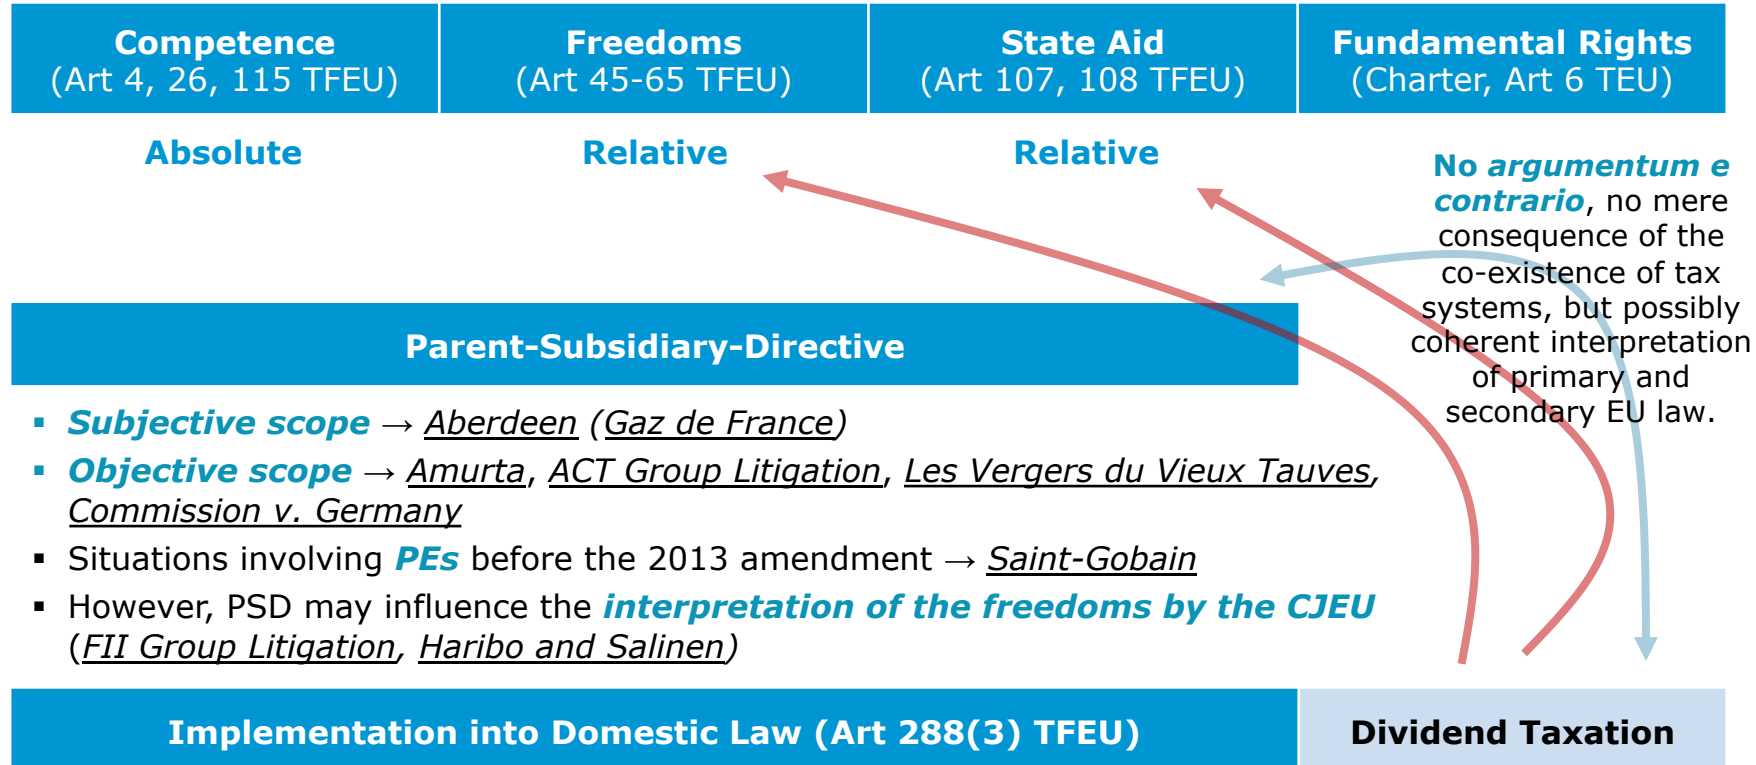 Competence
(Art 4, 26, 115 TFEU)
Freedoms
(Art 45-65 TFEU)
State Aid
(Art 107, 108 TFEU)
Fundamental Rights
(Charter, Art 6 TEU)
Absolute
Relative
Relative
No argumentum e
contrario, no mere
consequence of the
co-existence of tax
systems, but possibly
coherent interpretation
of primary and
secondary EU law.
Parent-Subsidiary-Directive
▪ Subjective scope → Aberdeen (Gaz de France)
▪ Objective scope → Amurta, ACT Group Litigation, Les Vergers du Vieux Tauves,
Commission v. Germany
▪ Situations involving PEs before the 2013 amendment → Saint-Gobain
▪ However, PSD may influence the interpretation of the freedoms by the CJEU
(FII Group Litigation, Haribo and Salinen)
Implementation into Domestic Law (Art 288(3) TFEU)
Dividend Taxation